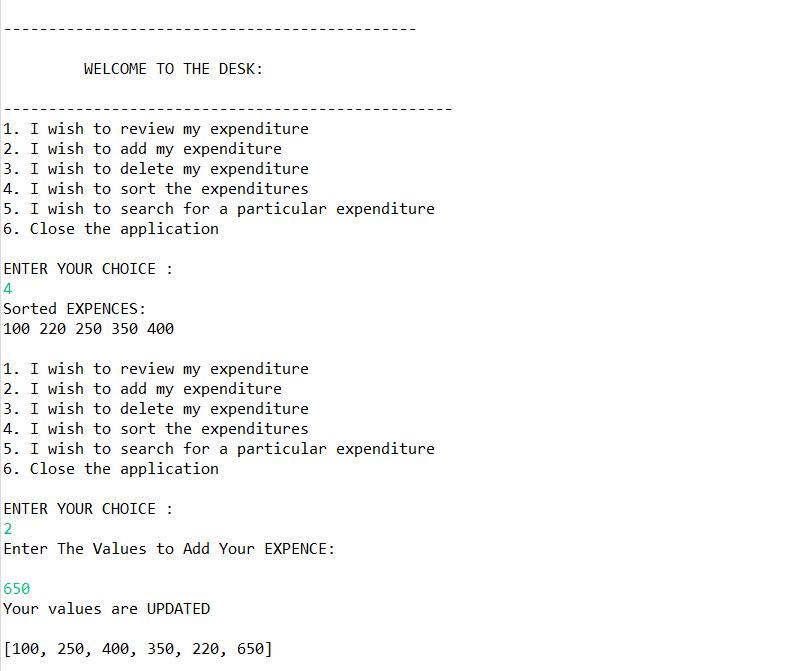 ----------------------------------------------
WELCOME TO THE DESK:
--------------------------------------------------
1. I wish to review my expenditure
2. I wish to add my expenditure
3. I wish to delete my expenditure
4. I wish to sort the expenditures
5. I wish to search for a particular expenditure
6. Close the application
ENTER YOUR CHOICE :
4
Sorted EXPENCES:
100 220 250 350 400
1. I wish to review my expenditure
2. I wish to add my expenditure
3. I wish to delete my expenditure
4. I wish to sort the expenditures
5. I wish to search for a particular expenditure
6. Close the application
ENTER YOUR CHOICE :
2
Enter The Values to Add Your EXPENCE:
650
Your values are UPDATED
[100, 250, 400, 350, 220, 650]